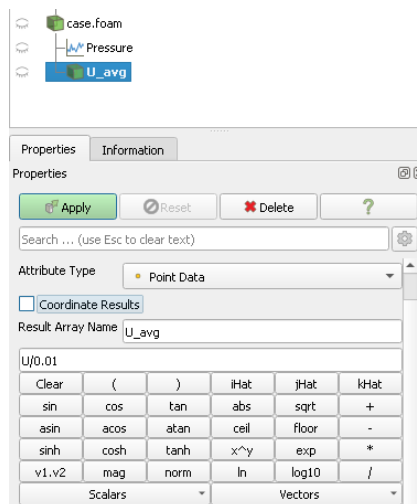 case.foam
Pressure
U_avg
Properties Information
Properties
Apply Reset Delete ?
Search ... (use Esc to clear text)
Attribute Type Point Data
Coordinate Results
Result Array Name U_avg
U/0.01
Clear ( ) iHat jHat kHat
sin cos tan abs sqrt +
asin acos atan ceil floor -
sinh cosh tanh x^y exp *
v1.v2 mag norm ln log10 /
Scalars Vectors